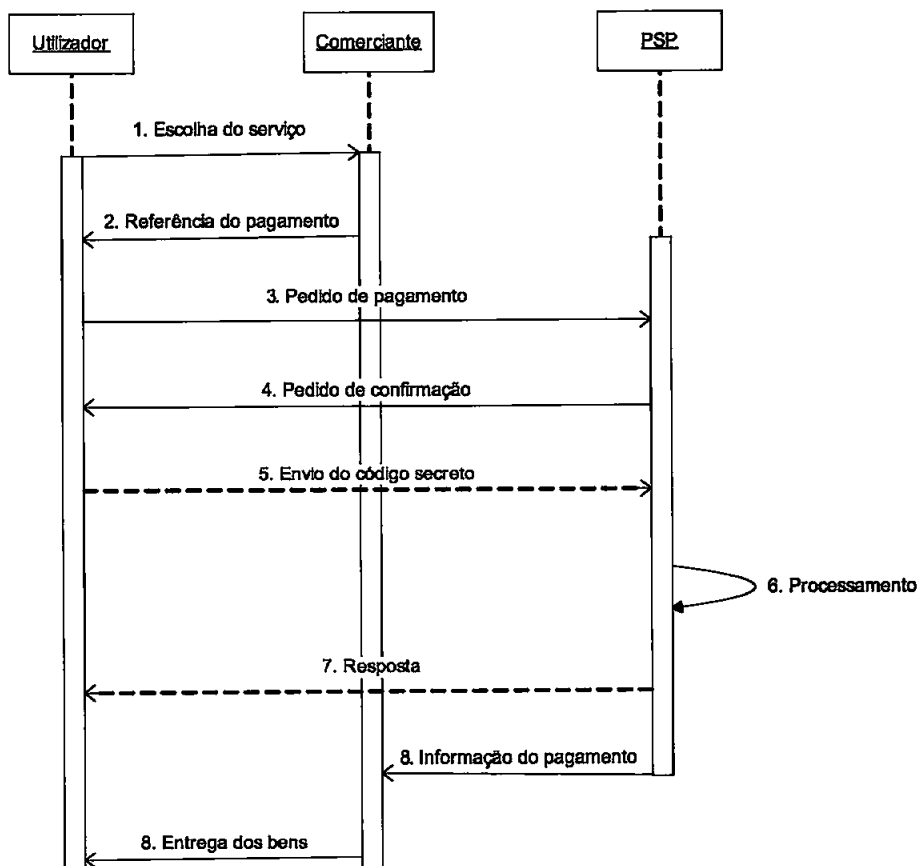 Utilizador
Comerciante
PSP
1. Escolha do serviço
2. Referência do pagamento
3. Pedido de pagamento
4. Pedido de confirmação
5. Envio do código secreto
6. Processamento
7. Resposta
8. Informação do pagamento
8. Entrega dos bens